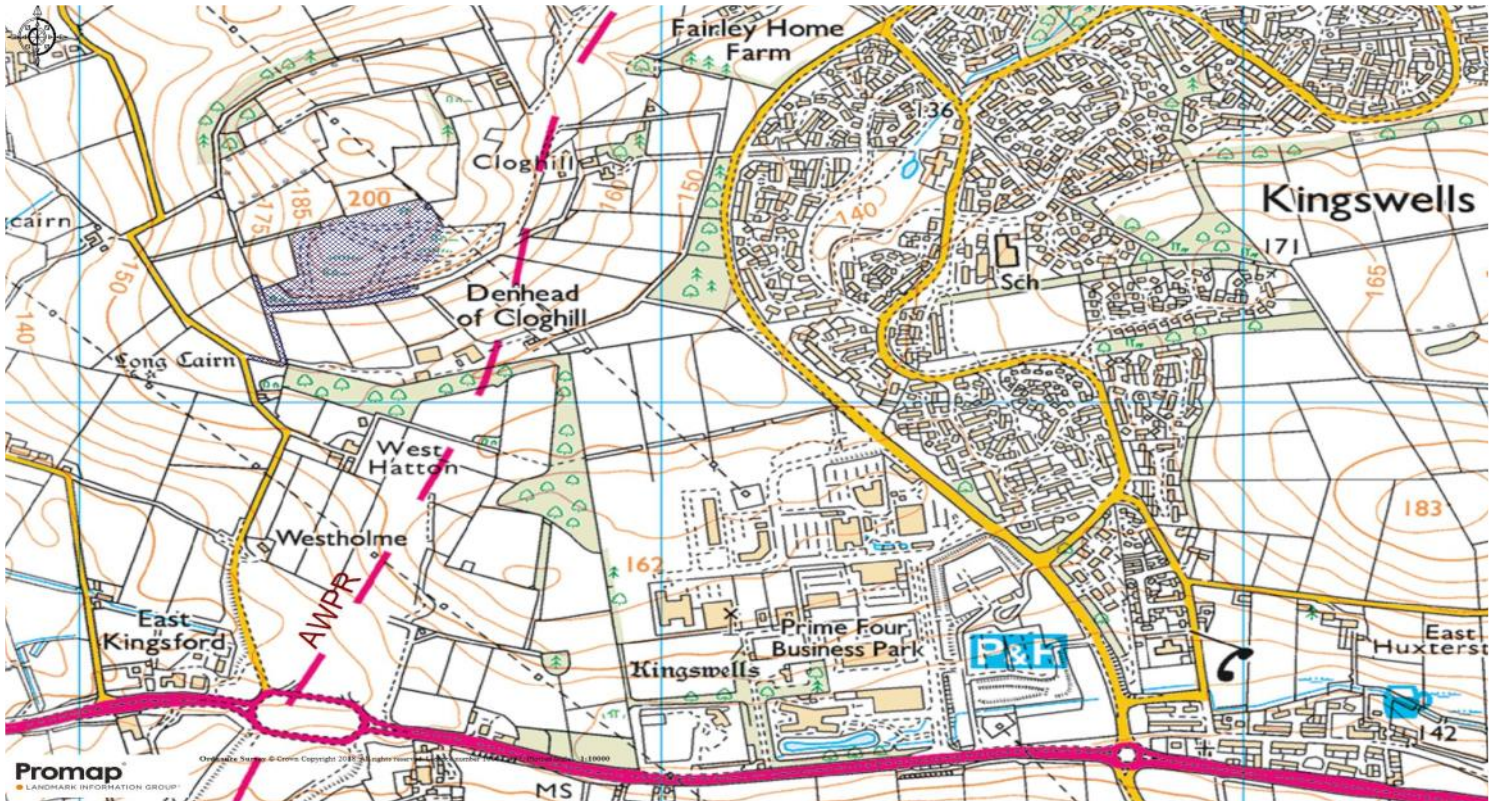 Fairley Home
Farm
136
Cloghill
160
150
200
185
175
140
Kingswells
cairn
171
165
150
Sch
Denhead
of Cloghill
140
Long Cairn
West
Hatton
183
Westholme
162
AWPR
East
Kingsford
Prime Four
Business Park
P&R
East
Kingswells
142
Promap
LANDMARK INFORMATION GROUP
MS